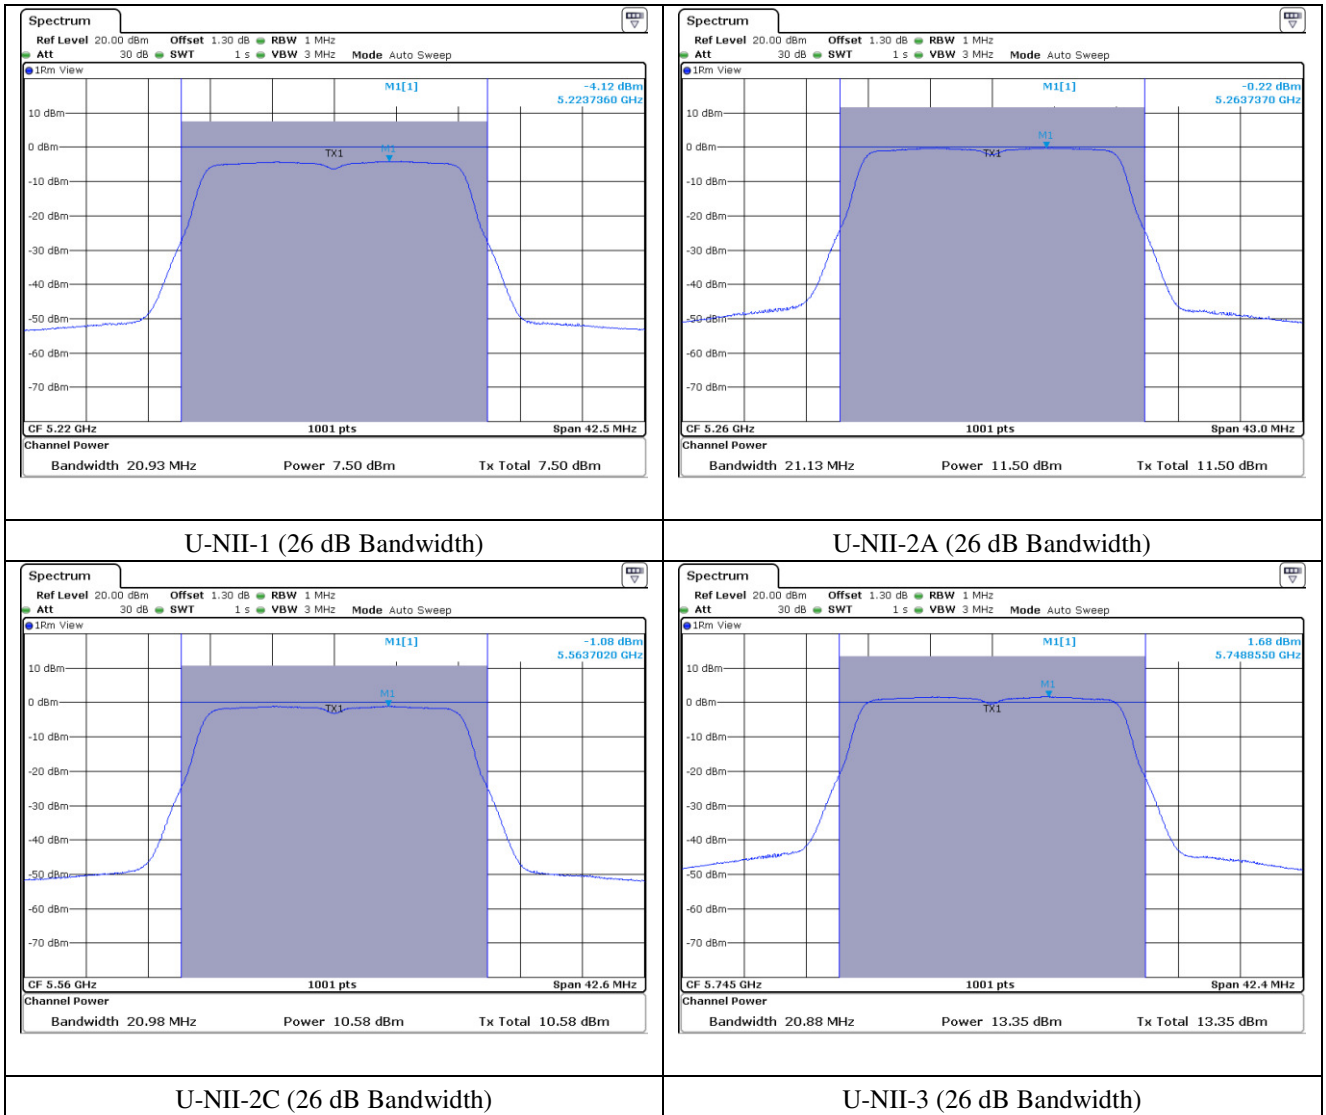 Spectrum
Ref Level 20.00 dBm Offset 1.30 dB RBW 1 MHz
Att 30 dB SWT 1 s VBW 3 MHz Mode Auto Sweep
1Rm View
M1[1] -4.12 dBm
5.2237360 GHz
10 dBm
0 dBm
M1
TX1
-10 dBm
-20 dBm
-30 dBm
-40 dBm
-50 dBm
-60 dBm
-70 dBm
CF 5.22 GHz 1001 pts Span 42.5 MHz
Channel Power
Bandwidth 20.93 MHz Power 7.50 dBm Tx Total 7.50 dBm
U-NII-1 (26 dB Bandwidth)
Spectrum
Ref Level 20.00 dBm Offset 1.30 dB RBW 1 MHz
Att 30 dB SWT 1 s VBW 3 MHz Mode Auto Sweep
1Rm View
M1[1] -0.22 dBm
5.2637370 GHz
10 dBm
M1
0 dBm
TX1
-10 dBm
-20 dBm
-30 dBm
-40 dBm
-50 dBm
-60 dBm
-70 dBm
CF 5.26 GHz 1001 pts Span 43.0 MHz
Channel Power
Bandwidth 21.13 MHz Power 11.50 dBm Tx Total 11.50 dBm
U-NII-2A (26 dB Bandwidth)
Spectrum
Ref Level 20.00 dBm Offset 1.30 dB RBW 1 MHz
Att 30 dB SWT 1 s VBW 3 MHz Mode Auto Sweep
1Rm View
M1[1] -1.08 dBm
5.5637020 GHz
10 dBm
M1
0 dBm
TX1
-10 dBm
-20 dBm
-30 dBm
-40 dBm
-50 dBm
-60 dBm
-70 dBm
CF 5.56 GHz 1001 pts Span 42.6 MHz
Channel Power
Bandwidth 20.98 MHz Power 10.58 dBm Tx Total 10.58 dBm
U-NII-2C (26 dB Bandwidth)
Spectrum
Ref Level 20.00 dBm Offset 1.30 dB RBW 1 MHz
Att 30 dB SWT 1 s VBW 3 MHz Mode Auto Sweep
1Rm View
M1[1] 1.68 dBm
5.7488550 GHz
10 dBm
M1
0 dBm
TX1
-10 dBm
-20 dBm
-30 dBm
-40 dBm
-50 dBm
-60 dBm
-70 dBm
CF 5.745 GHz 1001 pts Span 42.4 MHz
Channel Power
Bandwidth 20.88 MHz Power 13.35 dBm Tx Total 13.35 dBm
U-NII-3 (26 dB Bandwidth)